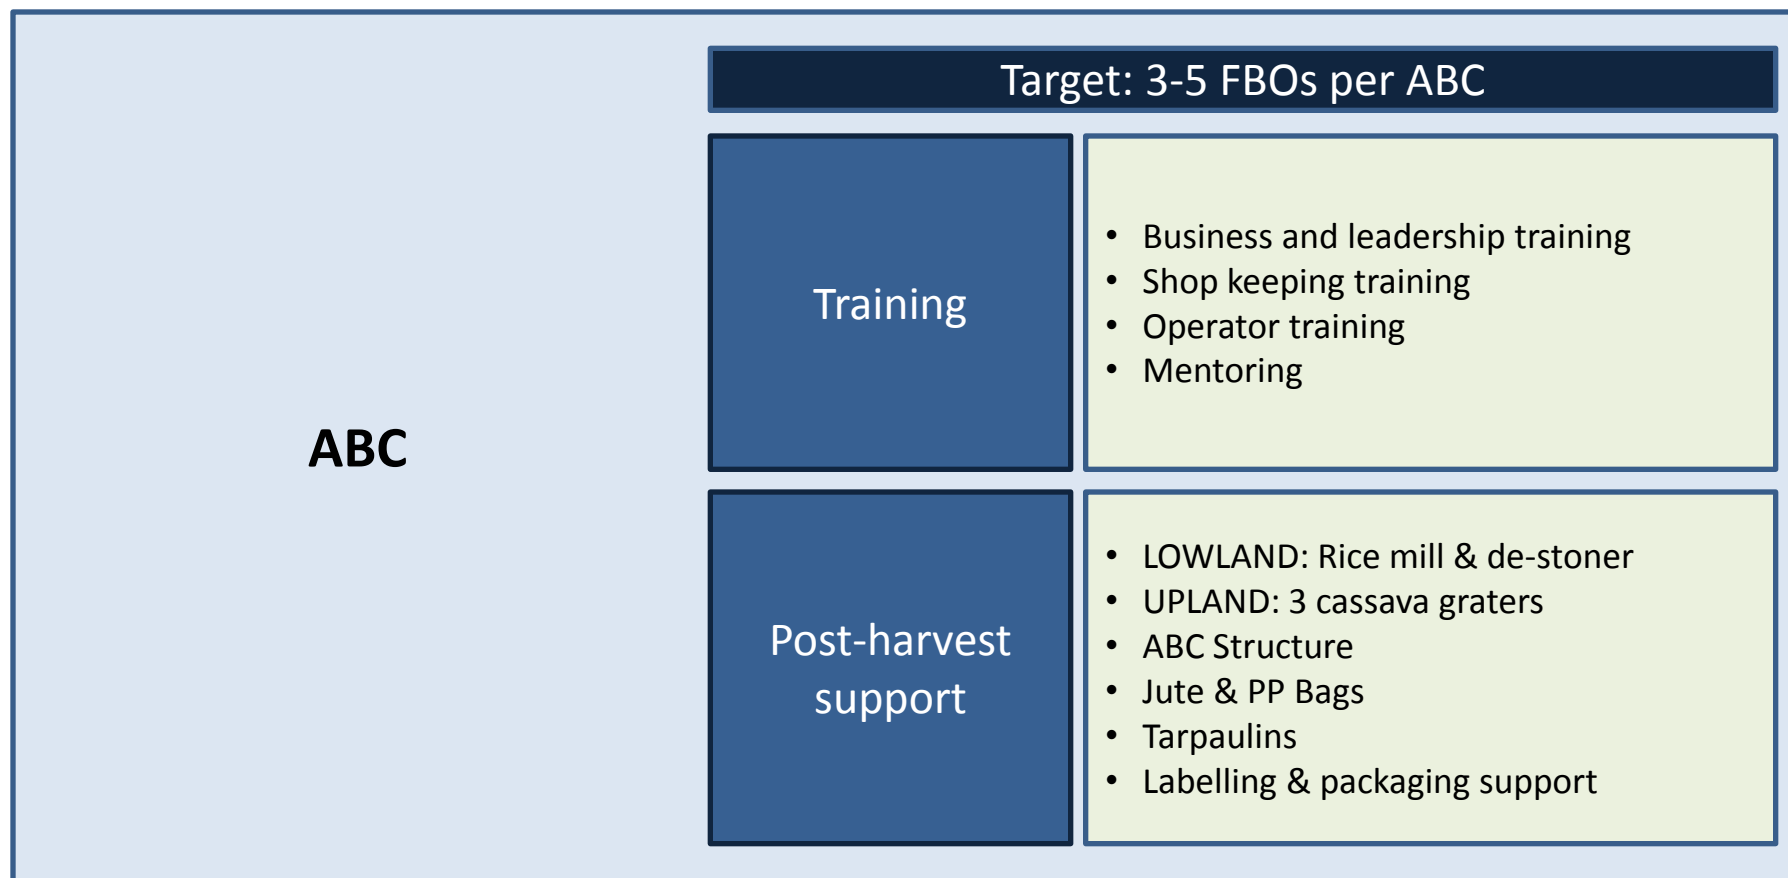 Target: 3-5 FBOs per ABC
ABC
Training
• Business and leadership training
• Shop keeping training
• Operator training
• Mentoring
Post-harvest
support
• LOWLAND: Rice mill & de-stoner
• UPLAND: 3 cassava graters
• ABC Structure
• Jute & PP Bags
• Tarpaulins
• Labelling & packaging support